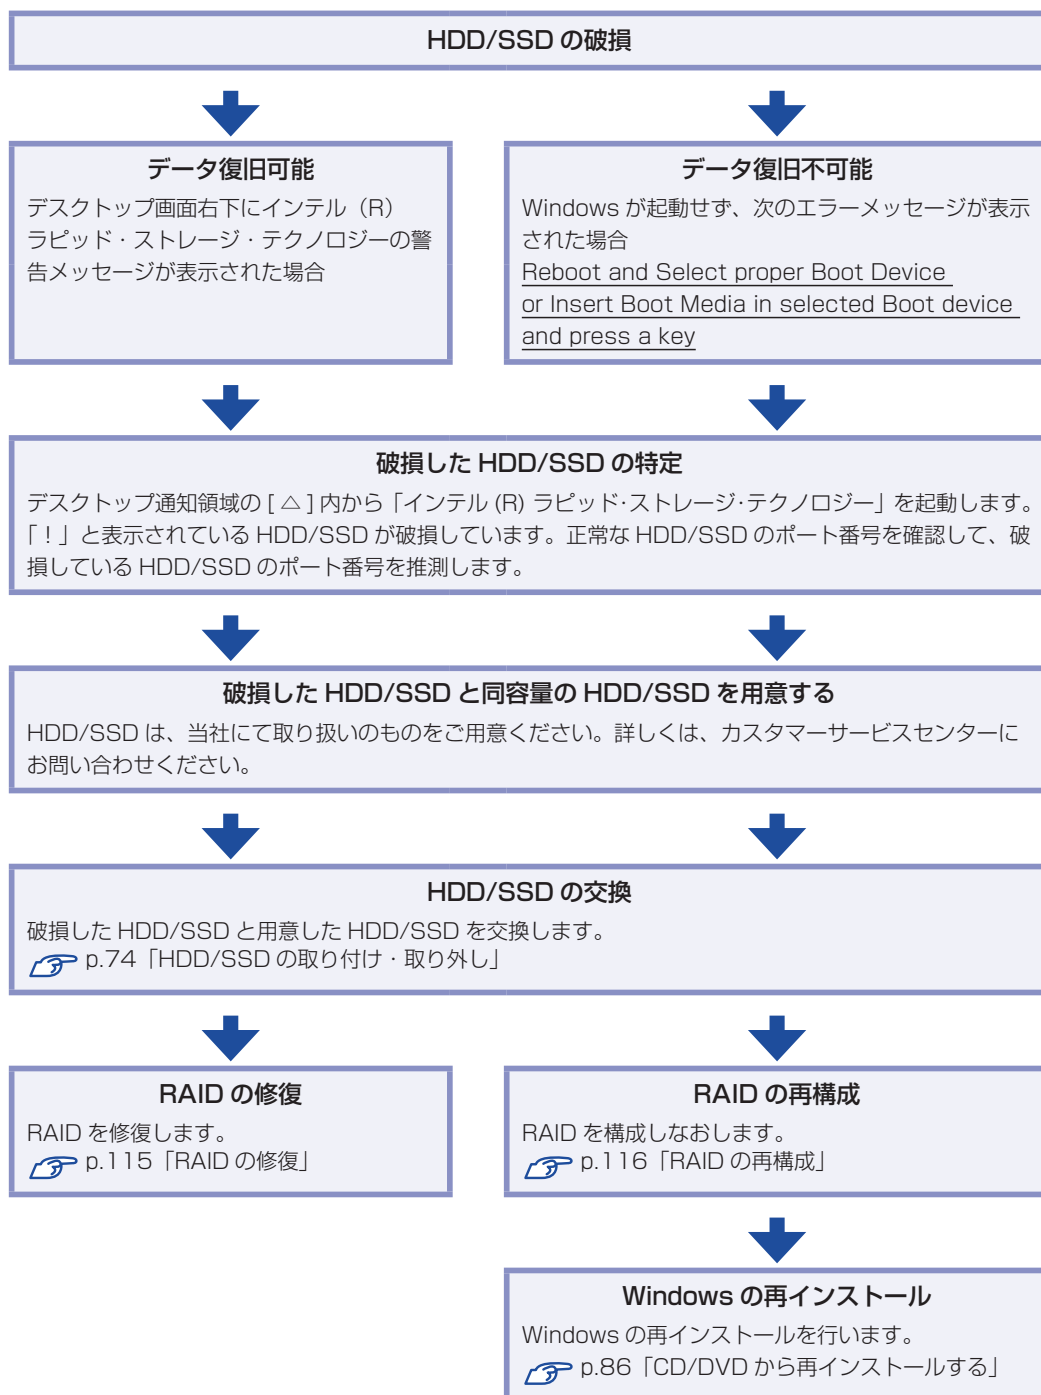 HDD/SSD の破損
データ復旧可能
デスクトップ画面右下にインテル（R）
ラピッド・ストレージ・テクノロジーの警
告メッセージが表示された場合
データ復旧不可能
Windows が起動せず、次のエラーメッセージが表示
された場合
Reboot and Select proper Boot Device
or Insert Boot Media in selected Boot device
and press a key
破損した HDD/SSD の特定
デスクトップ通知領域の [ △ ] 内から「インテル (R) ラピッド・ストレージ・テクノロジー」を起動します。
「！」と表示されている HDD/SSD が破損しています。正常な HDD/SSD のポート番号を確認して、破
損している HDD/SSD のポート番号を推測します。
破損した HDD/SSD と同容量の HDD/SSD を用意する
HDD/SSD は、当社にて取り扱いのものをご用意ください。詳しくは、カスタマーサービスセンターに
お問い合わせください。
HDD/SSD の交換
破損した HDD/SSD と用意した HDD/SSD を交換します。
p.74「HDD/SSD の取り付け・取り外し」
RAID の修復
RAID を修復します。
p.115「RAID の修復」
RAID の再構成
RAID を構成しなおします。
p.116「RAID の再構成」
Windows の再インストール
Windows の再インストールを行います。
p.86「CD/DVD から再インストールする」